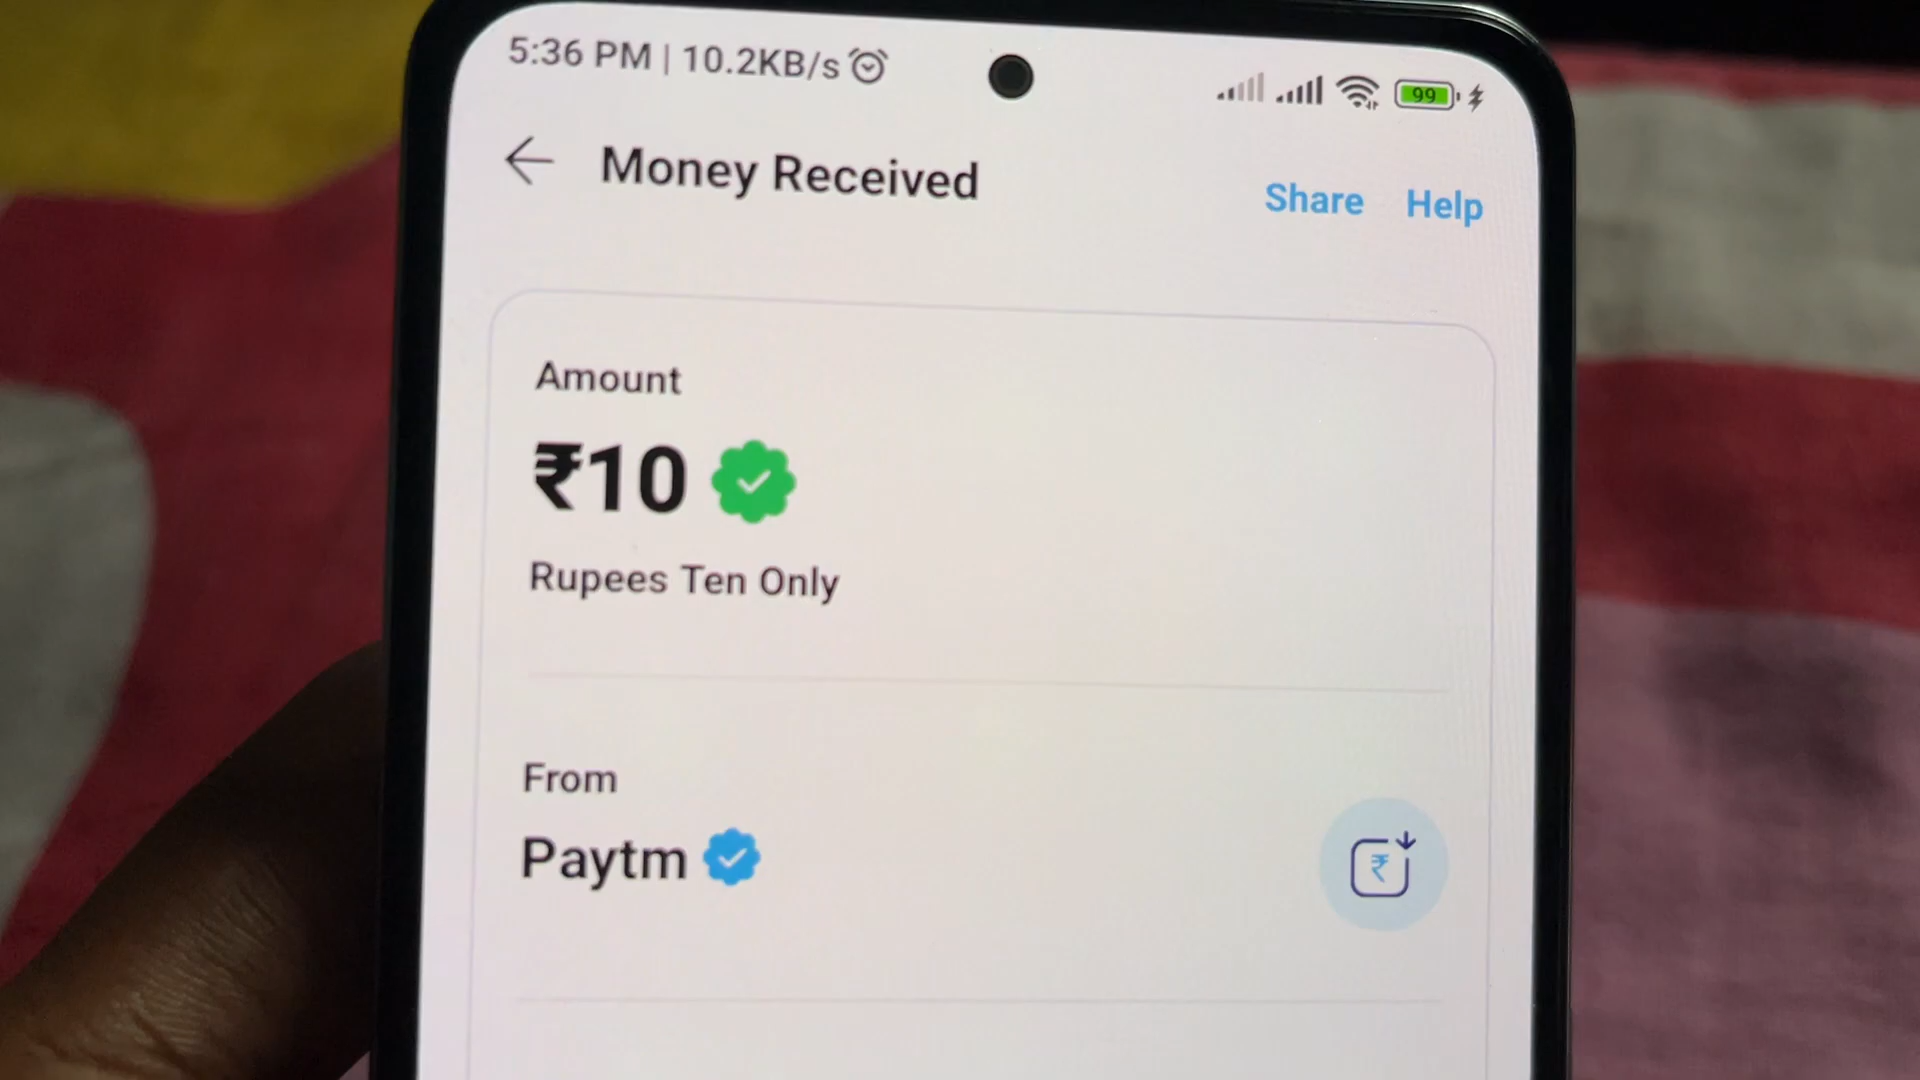 5:36 PM | 10.2KB/s
99
Money Received
Share Help
Amount
₹10
Rupees Ten Only
From
Paytm
₹